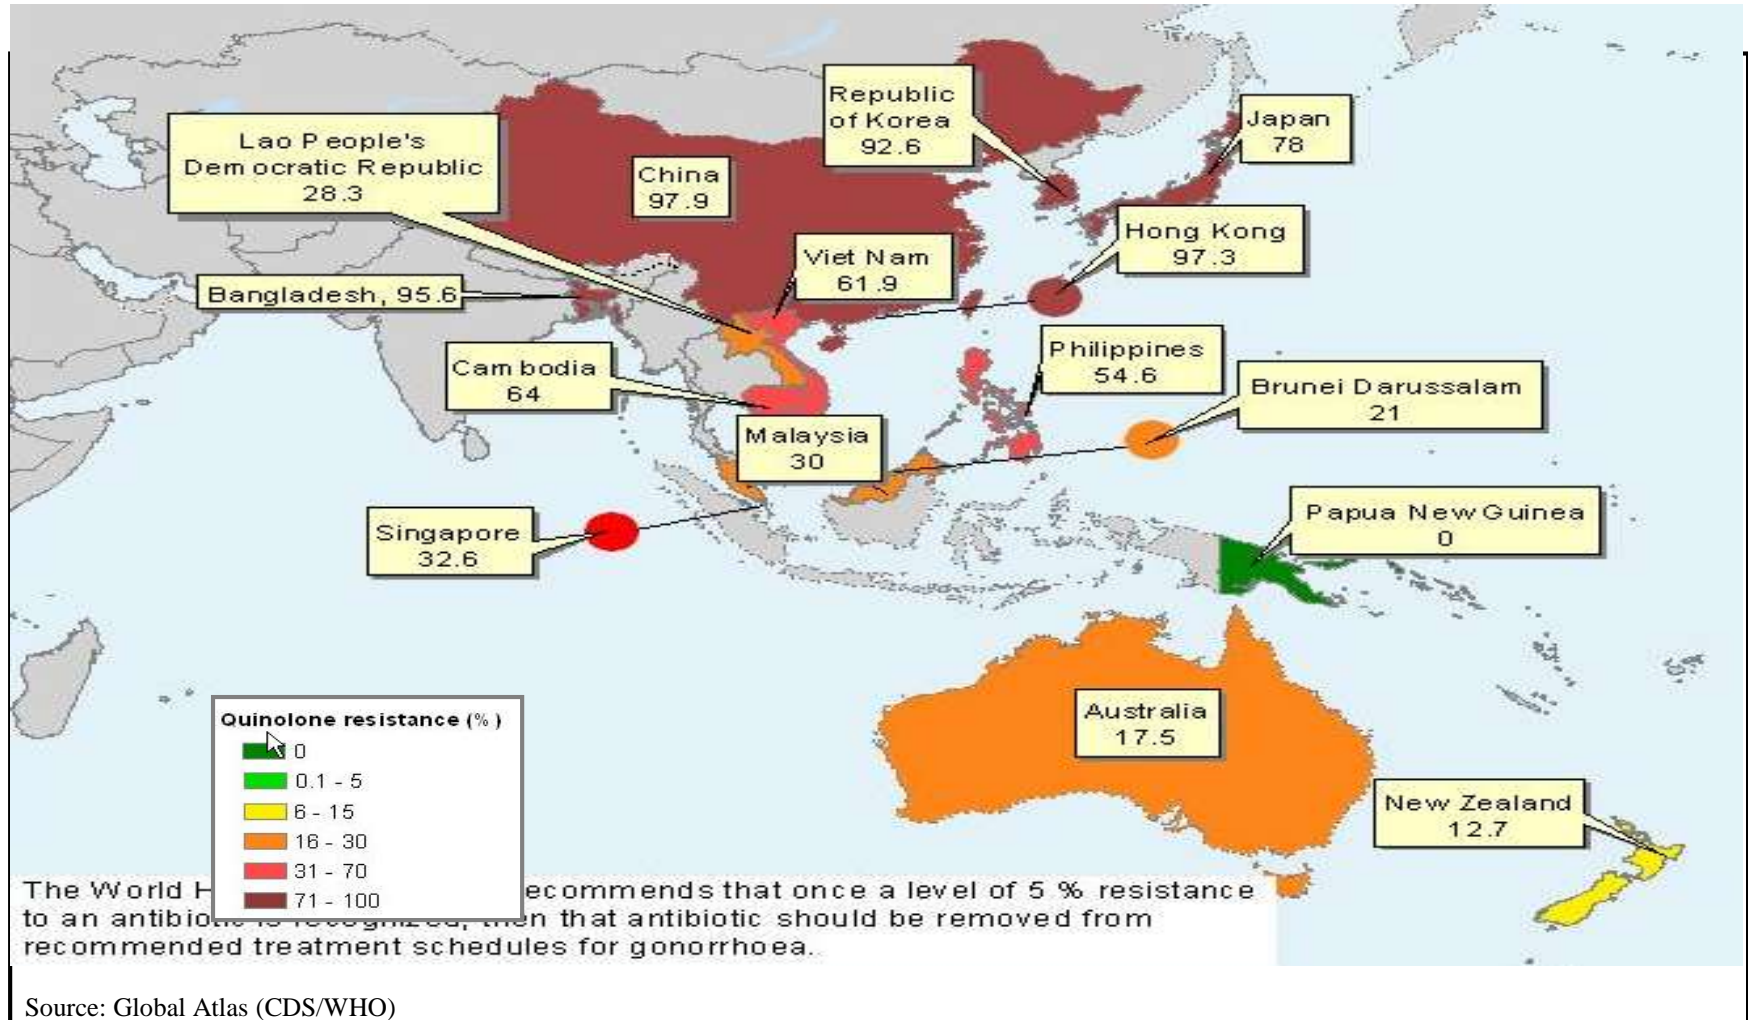 Republic
of Korea
92.6
Japan
78
Lao People's
Democratic Republic
28.3
China
97.9
Hong Kong
97.3
Viet Nam
61.9
Bangladesh, 95.6
Philippines
54.6
Cambodia
64
Brunei Darussalam
21
Malaysia
30
Papua New Guinea
0
Singapore
32.6
Australia
17.5
New Zealand
12.7
Quinolone resistance (%)
0
0.1 - 5
6 - 15
16 - 30
31 - 70
71 - 100
The World H ecommends that once a level of 5 % resistance
to an antibiotic is recognized, then that antibiotic should be removed from
recommended treatment schedules for gonorrhoea.
Source: Global Atlas (CDS/WHO)